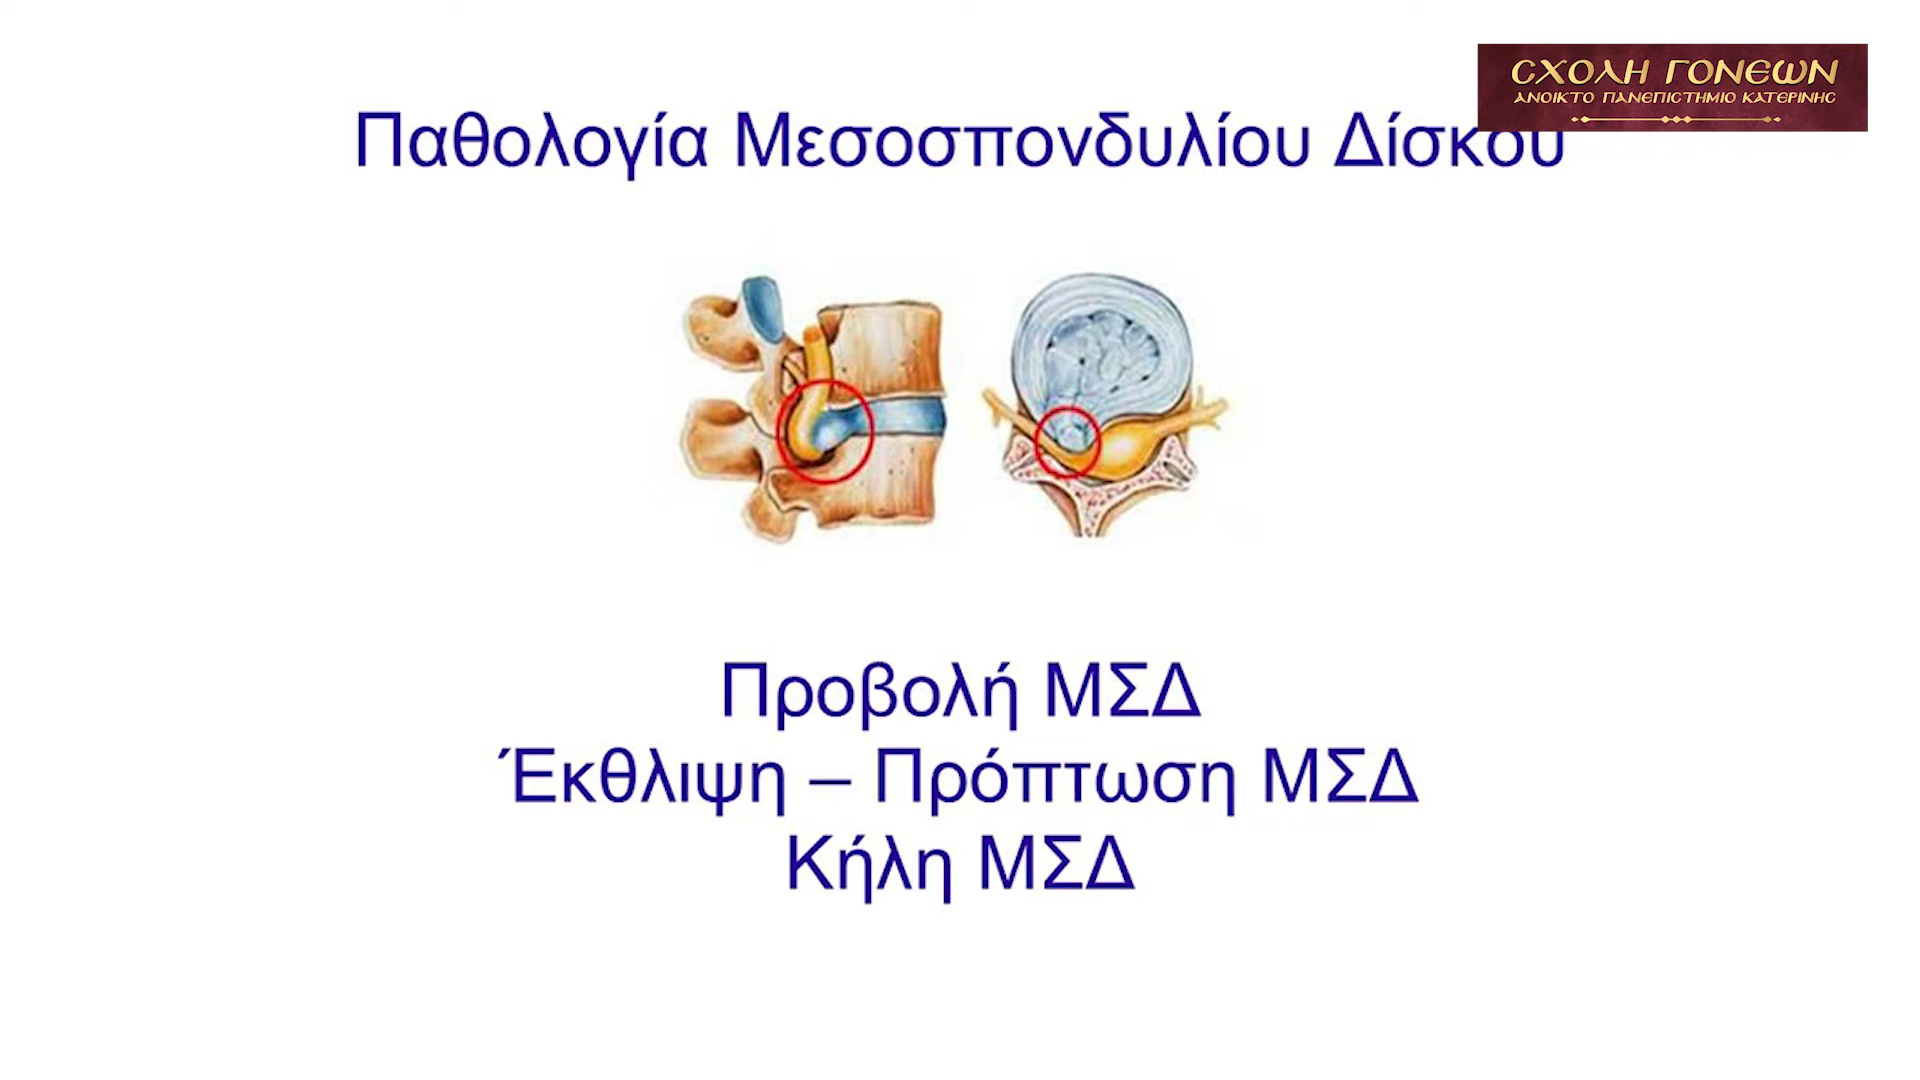 ΣΧΟΛΗ ΓΟΝΕΩΝ
ΑΝΟΙΚΤΟ ΠΑΝΕΠΙΣΤΗΜΙΟ ΚΑΤΕΡΙΝΗΣ
Παθολογία Μεσοσπονδυλίου Δίσκου
Προβολή ΜΣΔ
Έκθλιψη – Πρόπτωση ΜΣΔ
Κήλη ΜΣΔ